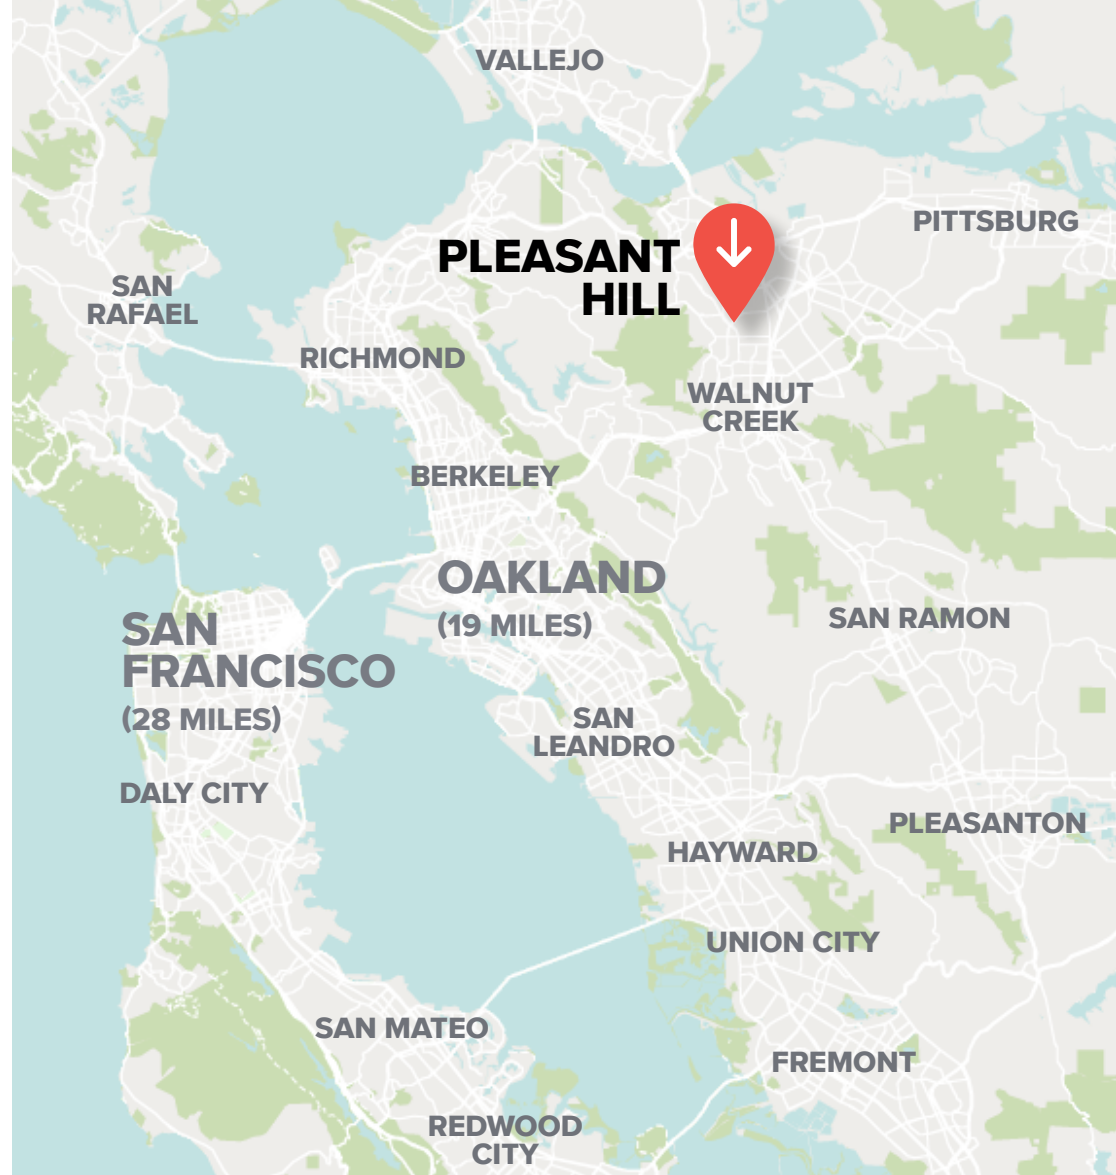 VALLEJO
PITTSBURG
PLEASANT
HILL
SAN
RAFAEL
RICHMOND
WALNUT
CREEK
BERKELEY
OAKLAND
(19 MILES)
SAN
FRANCISCO
(28 MILES)
SAN RAMON
SAN
LEANDRO
DALY CITY
PLEASANTON
HAYWARD
UNION CITY
SAN MATEO
FREMONT
REDWOOD
CITY